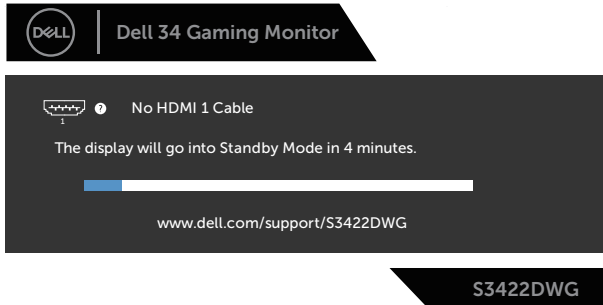 DELL
Dell 34 Gaming Monitor
? No HDMI 1 Cable
1
The display will go into Standby Mode in 4 minutes.
www.dell.com/support/S3422DWG
S3422DWG